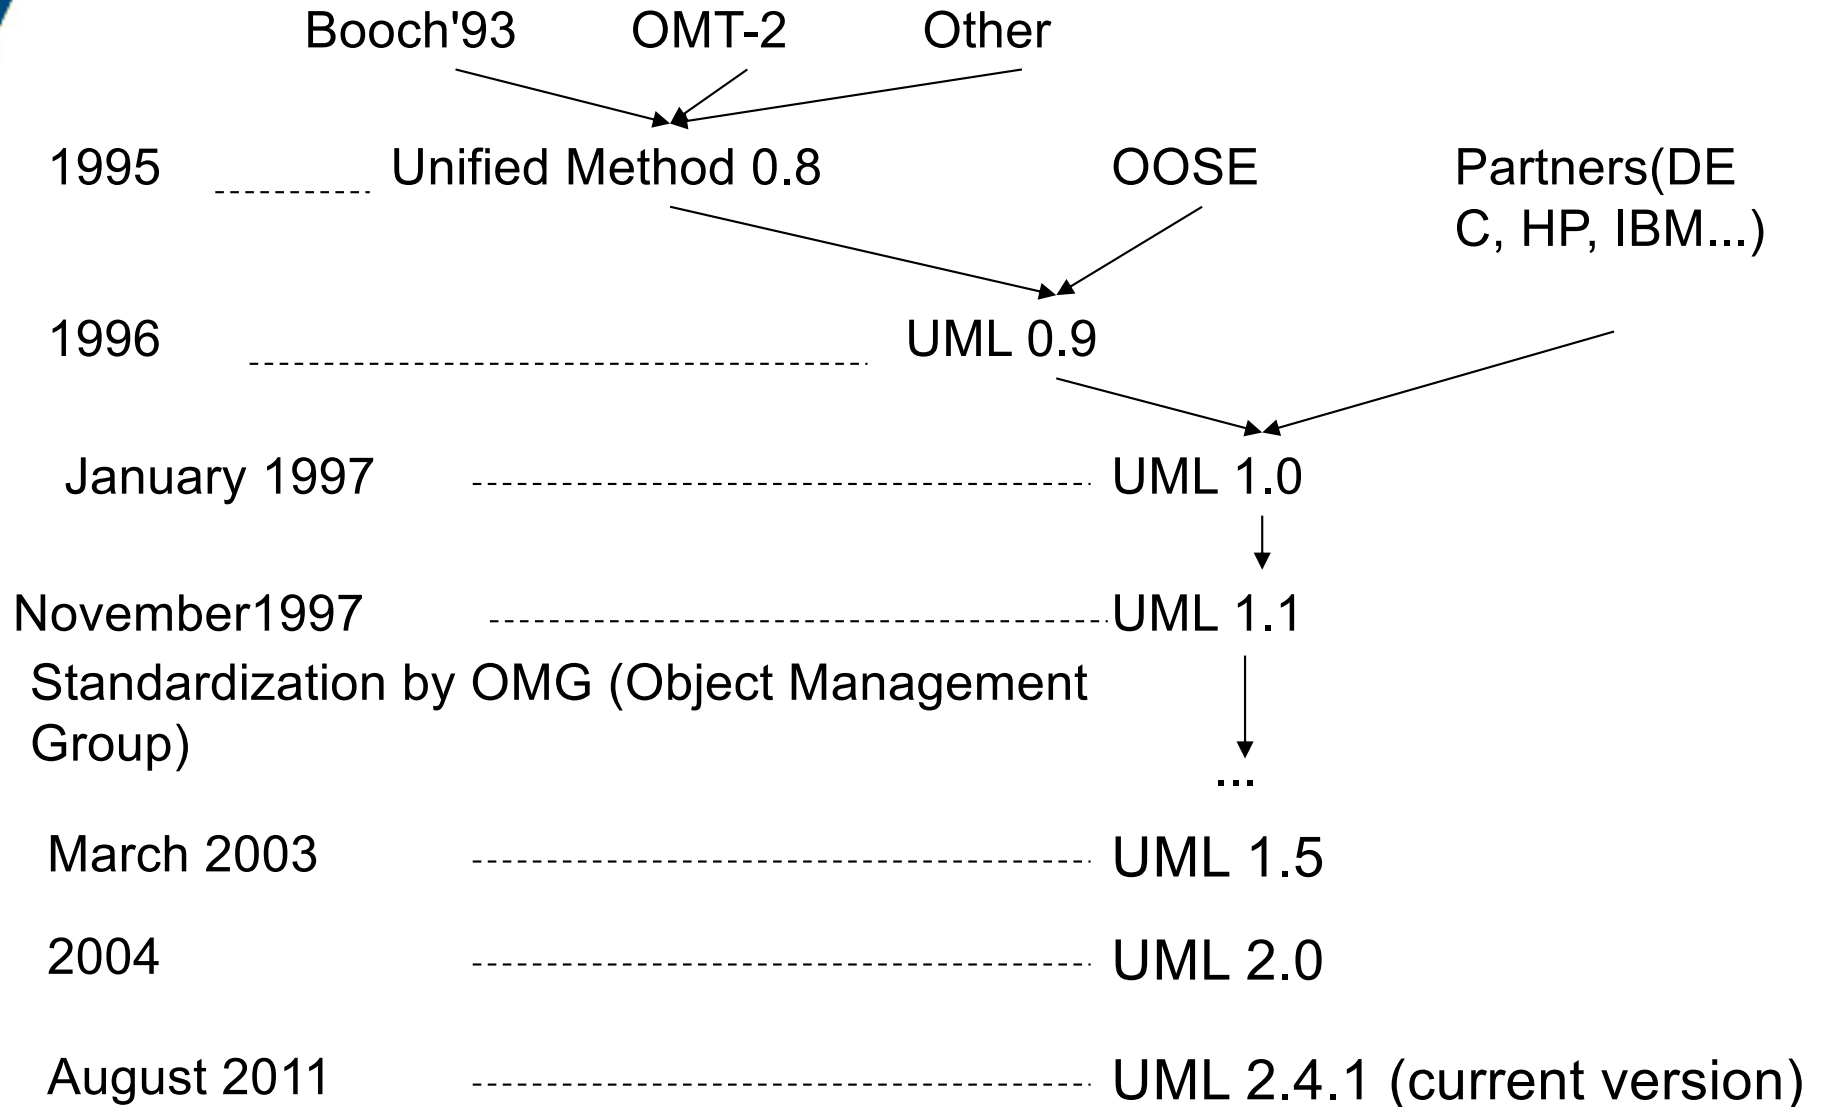 Booch'93 OMT-2 Other
1995 Unified Method 0.8 OOSE Partners(DE
C, HP, IBM...)
1996 UML 0.9
January 1997 UML 1.0
November1997 UML 1.1
Standardization by OMG (Object Management
Group)
...
March 2003 UML 1.5
2004 UML 2.0
August 2011 UML 2.4.1 (current version)